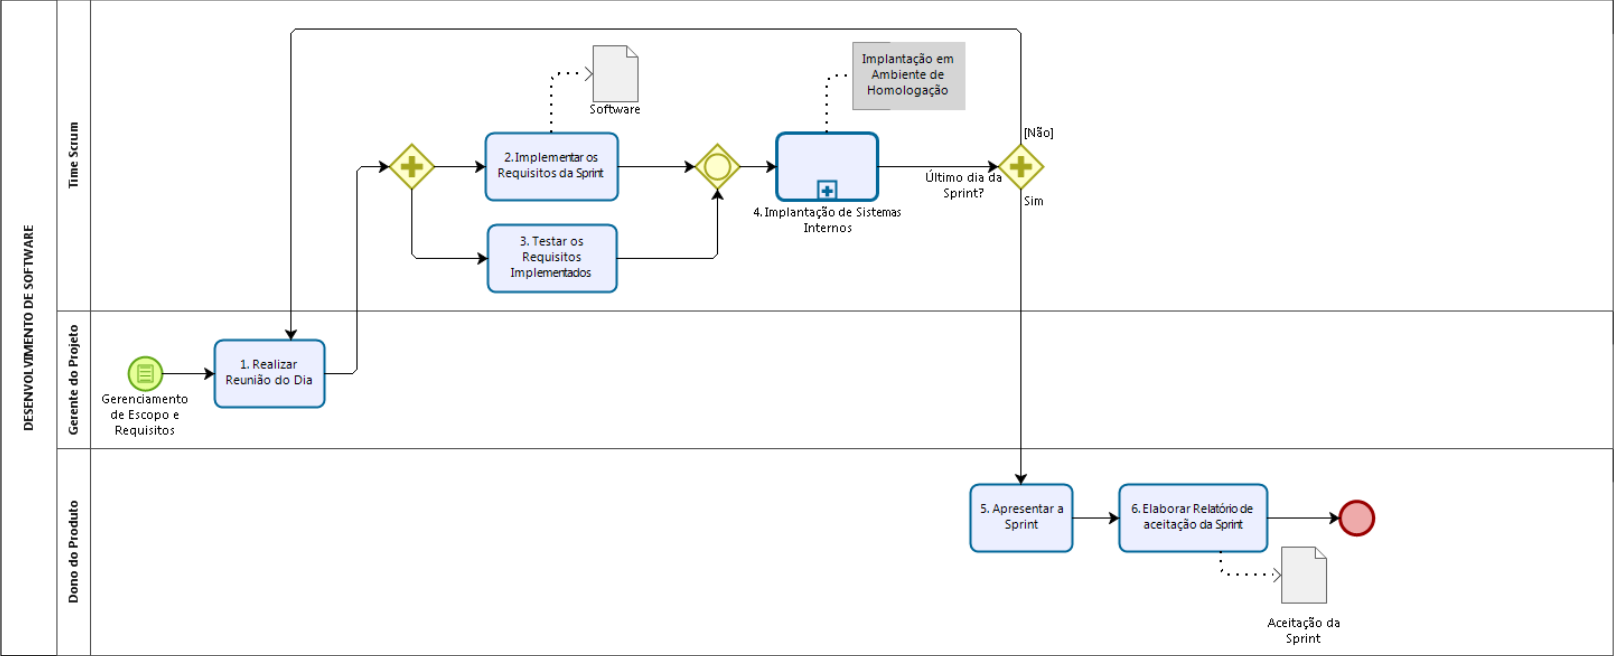 DESENVOLVIMENTO DE SOFTWARE
Time Scrum
Software
Implantação em
Ambiente de
Homologação
2.Implementar os
Requisitos da Sprint
3. Testar os
Requisitos
Implementados
4.Implantação de Sistemas
Internos
Último dia da
Sprint?
[Não]
Sim
Gerente do Projeto
Gerenciamento
de Escopo e
Requisitos
1. Realizar
Reunião do Dia
Dono do Produto
5. Apresentar a
Sprint
6.Elaborar Relatório de
aceitação da Sprint
Aceitação da
Sprint